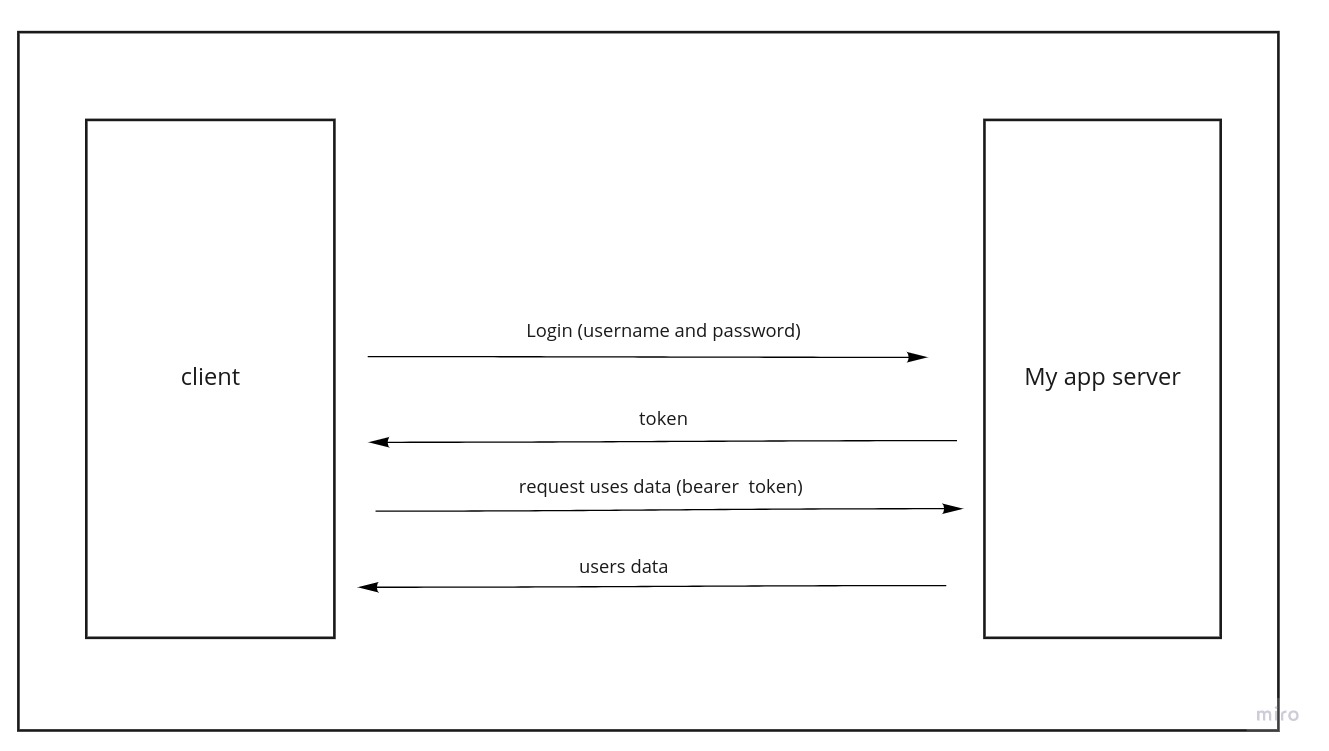 Login (username and password)
client
My app server
token
request uses data (bearer  token)
users data
miro